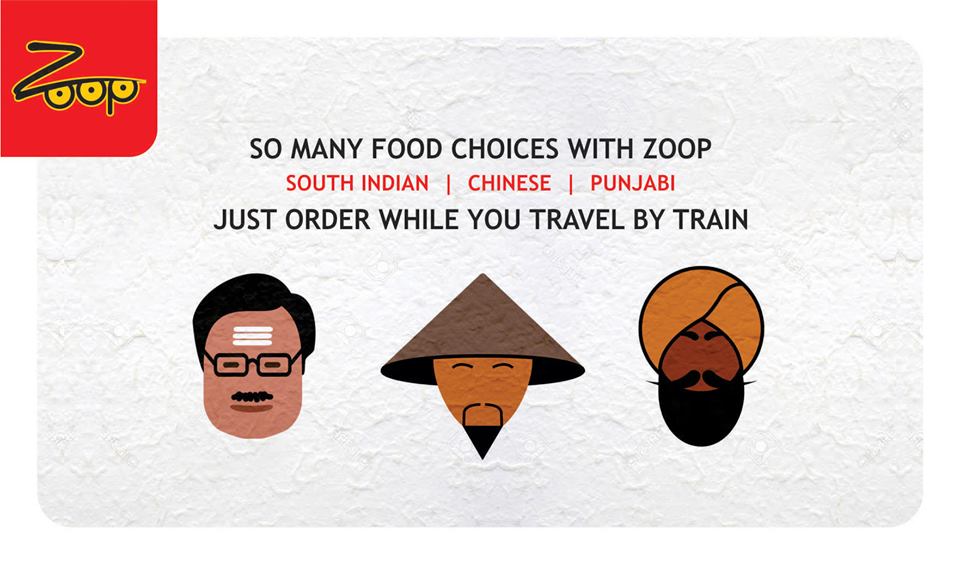 Zoop
SO MANY FOOD CHOICES WITH ZOOP
SOUTH INDIAN | CHINESE | PUNJABI
JUST ORDER WHILE YOU TRAVEL BY TRAIN